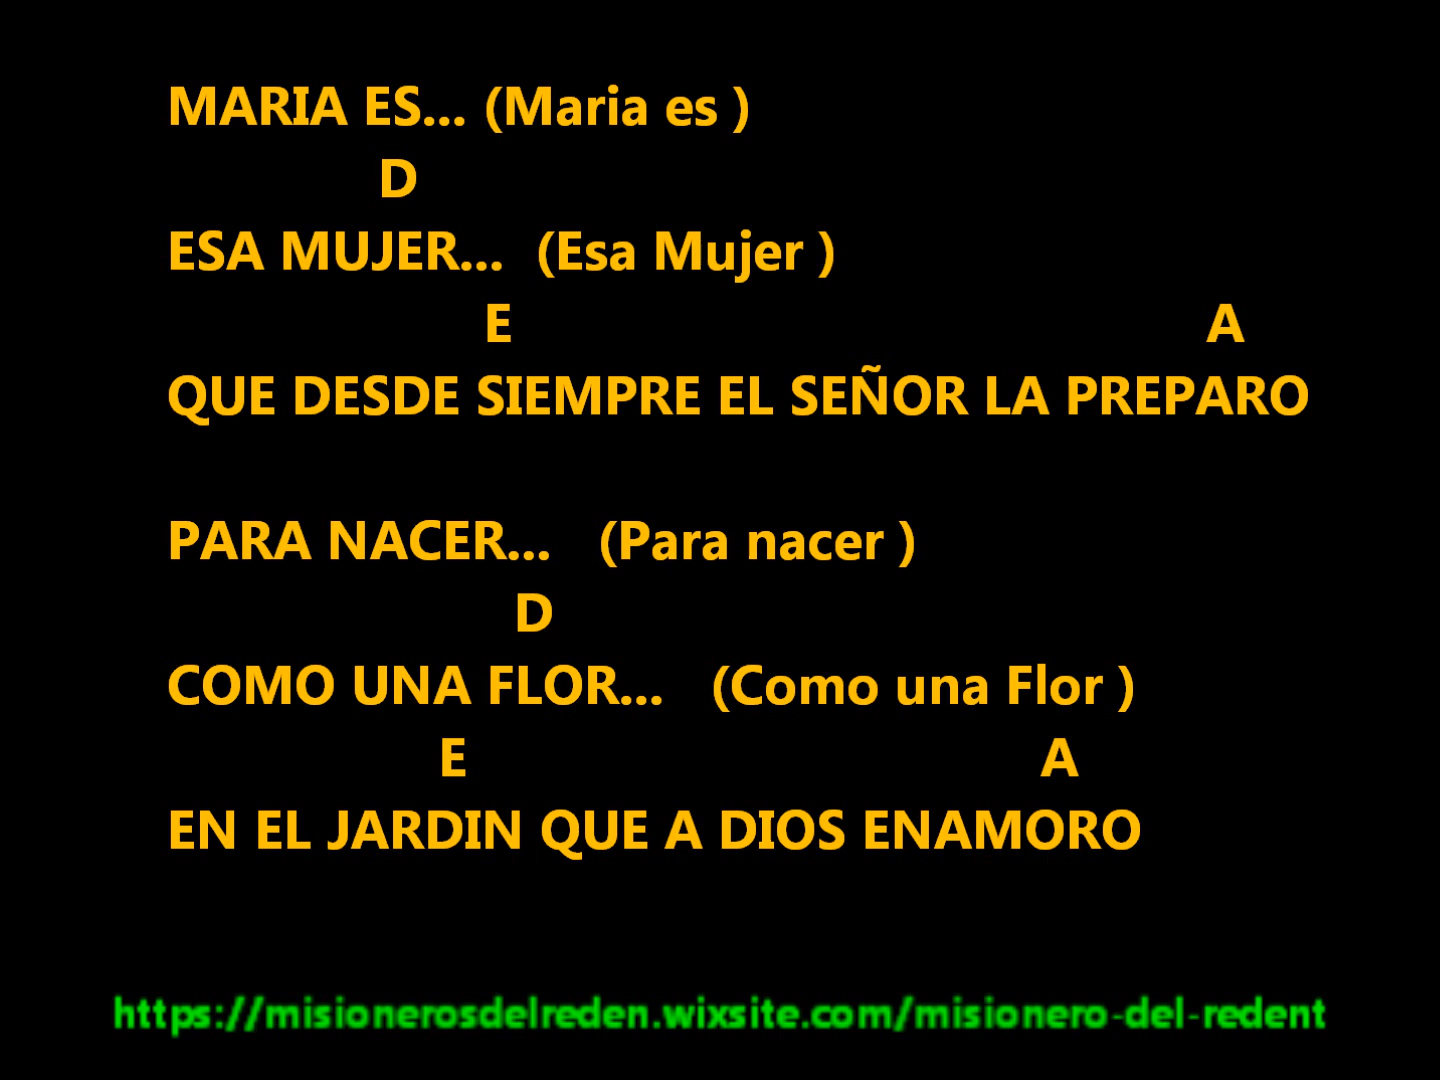 MARIA ES... (Maria es )
D
ESA MUJER... (Esa Mujer )
E A
QUE DESDE SIEMPRE EL SEÑOR LA PREPARO
PARA NACER... (Para nacer )
D
COMO UNA FLOR... (Como una Flor )
E A
EN EL JARDIN QUE A DIOS ENAMORO
https://misionerosdelreden.wixsite.com/misionero-del-redent